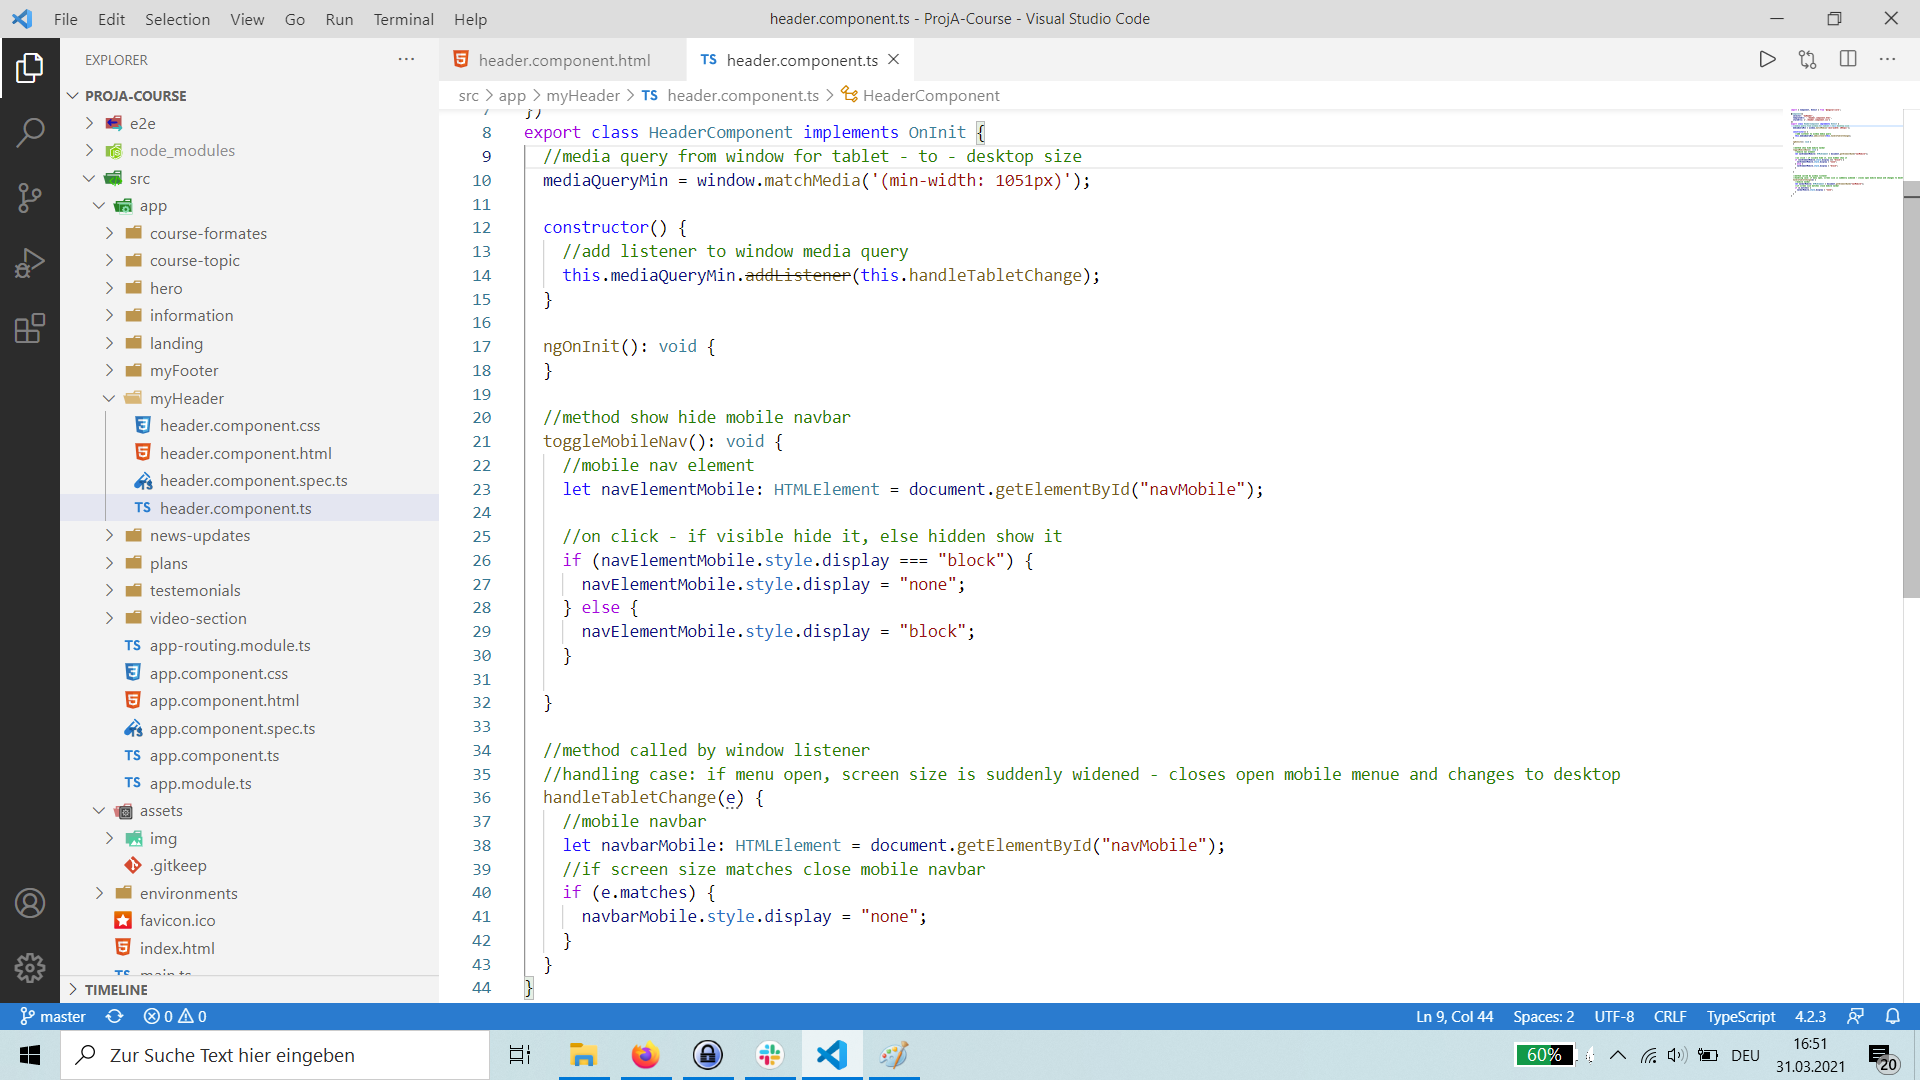 File Edit Selection View Go Run Terminal Help
header.component.ts - ProjA-Course - Visual Studio Code
EXPLORER
PROJA-COURSE
e2e
node_modules
src
app
course-formates
course-topic
hero
information
landing
myFooter
myHeader
header.component.css
header.component.html
header.component.spec.ts
TS header.component.ts
news-updates
plans
testemonials
video-section
TS app-routing.module.ts
app.component.css
app.component.html
app.component.spec.ts
TS app.component.ts
TS app.module.ts
assets
img
.gitkeep
environments
favicon.ico
index.html
TS main.ts
TIMELINE
header.component.html
TS header.component.ts
src > app > myHeader > TS header.component.ts > HeaderComponent
7 })
8 export class HeaderComponent implements OnInit {
9 //media query from window for tablet - to - desktop size
10 mediaQueryMin = window.matchMedia('(min-width: 1051px)');
11
12 constructor() {
13 //add listener to window media query
14 this.mediaQueryMin.addListener(this.handleTabletChange);
15 }
16
17 ngOnInit(): void {
18 }
19
20 //method show hide mobile navbar
21 toggleMobileNav(): void {
22 //mobile nav element
23 let navElementMobile: HTMLElement = document.getElementById("navMobile");
24
25 //on click - if visible hide it, else hidden show it
26 if (navElementMobile.style.display === "block") {
27 navElementMobile.style.display = "none";
28 } else {
29 navElementMobile.style.display = "block";
30 }
31
32 }
33
34 //method called by window listener
35 //handling case: if menu open, screen size is suddenly widened - closes open mobile menue and changes to desktop
36 handleTabletChange(e) {
37 //mobile navbar
38 let navbarMobile: HTMLElement = document.getElementById("navMobile");
39 //if screen size matches close mobile navbar
40 if (e.matches) {
41 navbarMobile.style.display = "none";
42 }
43 }
44 }
master 0 0
Ln 9, Col 44 Spaces: 2 UTF-8 CRLF TypeScript 4.2.3
Zur Suche Text hier eingeben
60%
DEU
16:51
31.03.2021
20